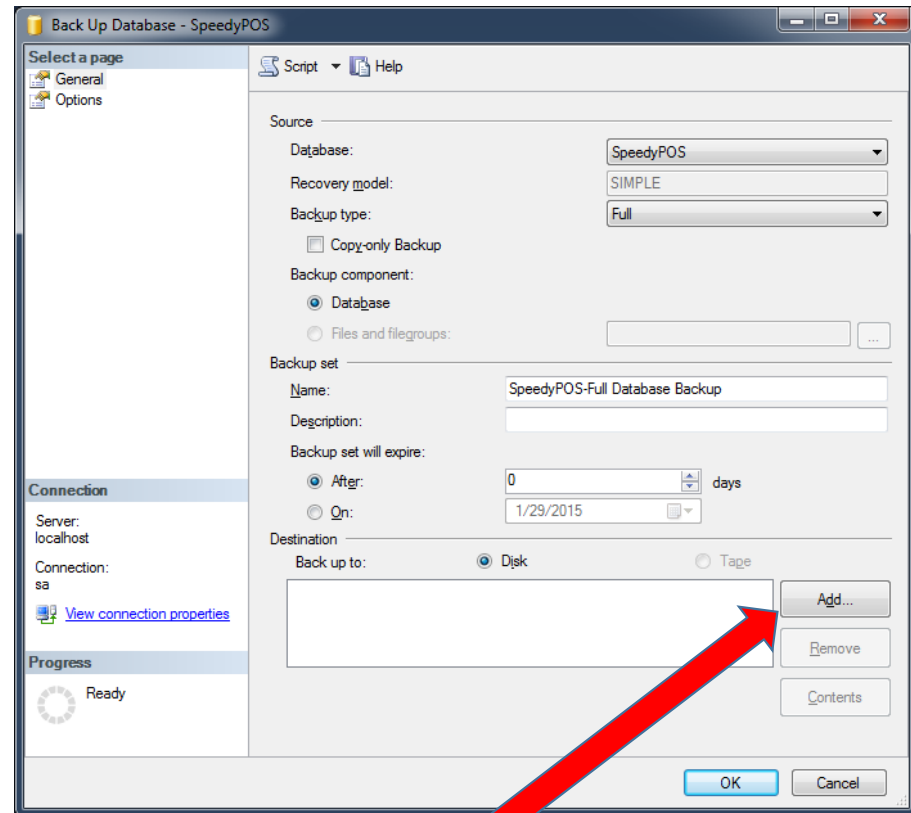 Back Up Database - SpeedyPOS
Select a page
General
Options
Script
Help
Source
Database:
SpeedyPOS
Recovery model:
SIMPLE
Backup type:
Full
Copy-only Backup
Backup component:
Database
Files and filegroups:
...
Backup set
Name:
SpeedyPOS-Full Database Backup
Description:
Backup set will expire:
After:
0
days
On:
1/29/2015
Destination
Back up to:
Disk
Tape
Add...
Remove
Contents
Connection
Server:
localhost
Connection:
sa
View connection properties
Progress
Ready
OK
Cancel